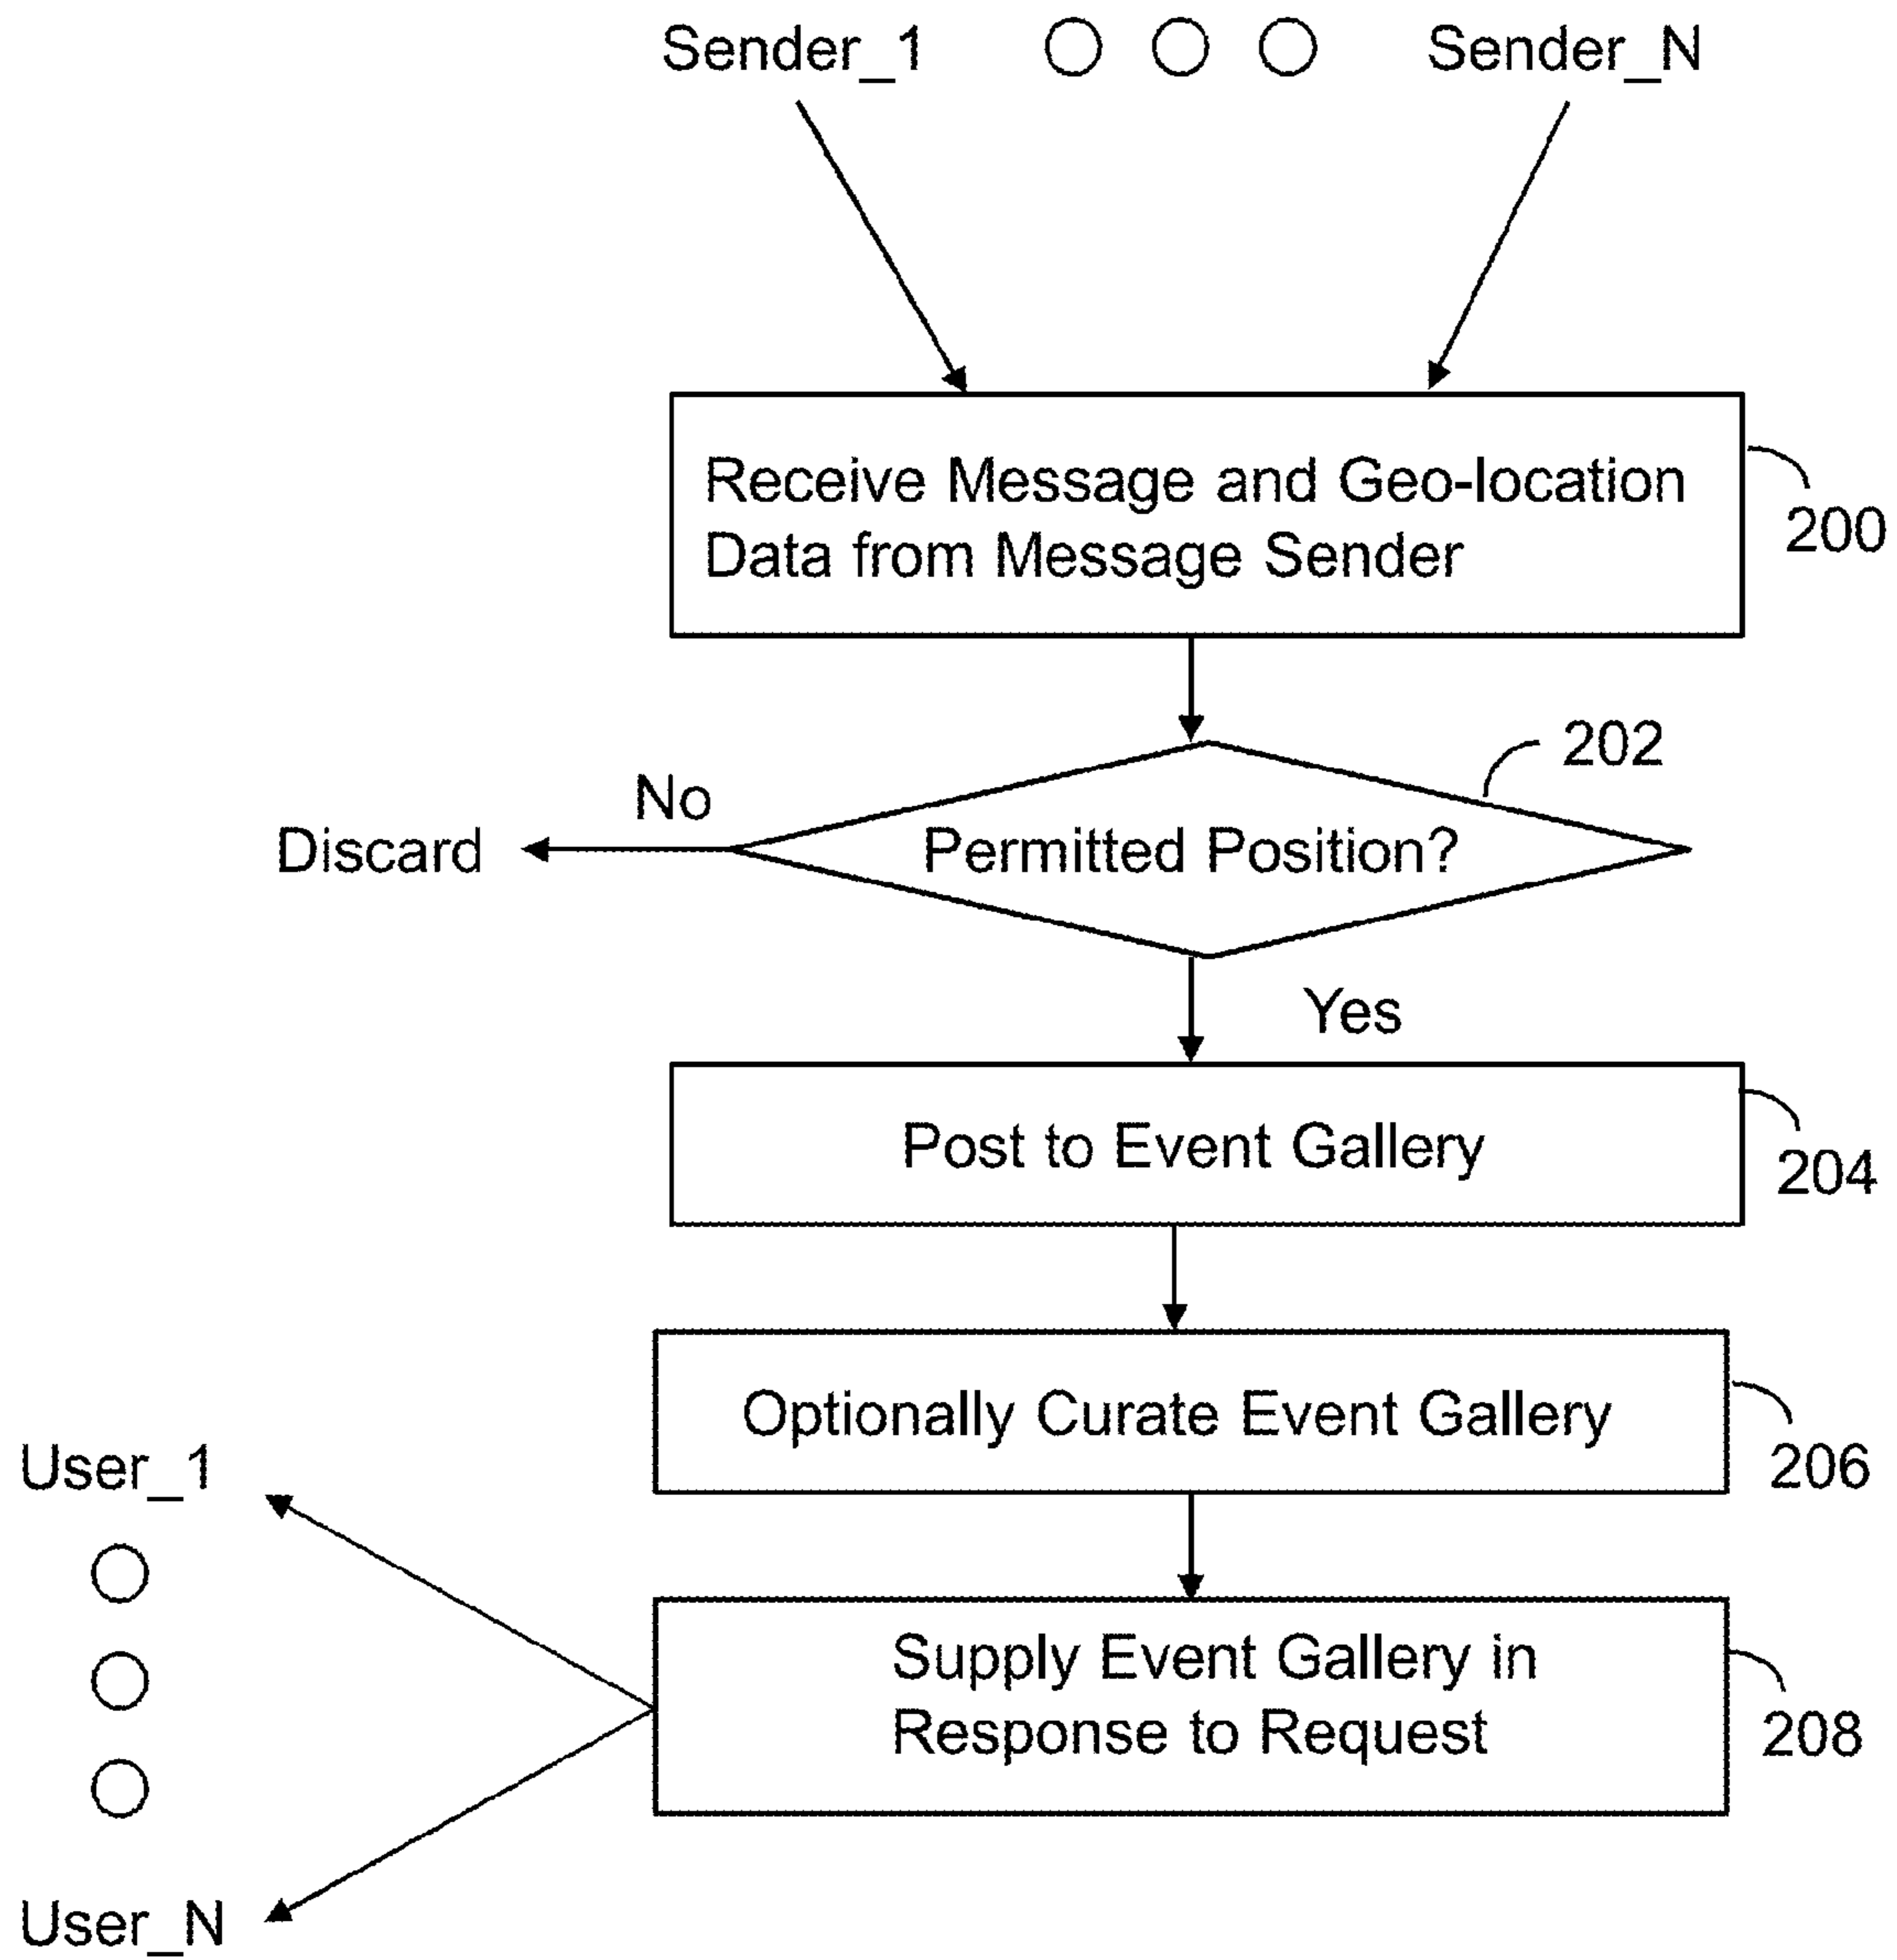 Sender_1
Sender_N
Receive Message and Geo-location
Data from Message Sender
200
202
No
Discard
Permitted Position?
Yes
Post to Event Gallery
204
Optionally Curate Event Gallery
206
User_1
Supply Event Gallery in
Response to Request
208
User_N